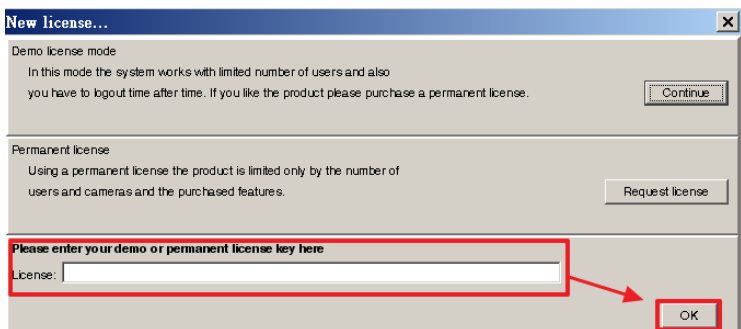 New license...
Demo license mode
In this mode the system works with limited number of users and also
you have to logout time after time. If you like the product please purchase a permanent license.
Continue
Permanent license
Using a permanent license the product is limited only by the number of
users and cameras and the purchased features.
Request license
Please enter your demo or permanent license key here
License:
OK